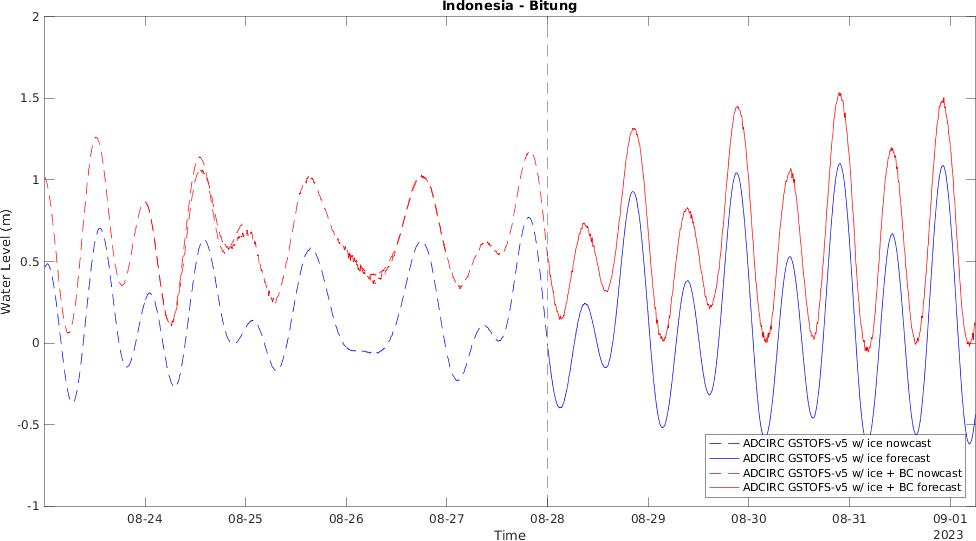 Indonesia - Bitung
Water Level (m)
2
1.5
1
0.5
0
-0.5
-1
ADCIRC GSTOFS-v5 w/ ice nowcast
ADCIRC GSTOFS-v5 w/ ice forecast
ADCIRC GSTOFS-v5 w/ ice + BC nowcast
ADCIRC GSTOFS-v5 w/ ice + BC forecast
08-24 08-25 08-26 08-27 08-28 08-29 08-30 08-31 09-01
Time
2023